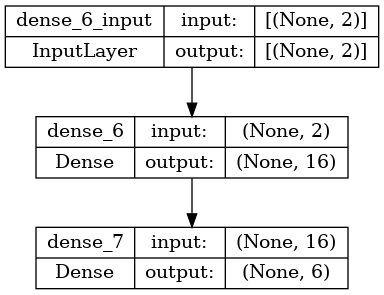 dense_6_input input: [(None, 2)]
InputLayer output: [(None, 2)]
dense_6 input: (None, 2)
Dense output: (None, 16)
dense_7 input: (None, 16)
Dense output: (None, 6)